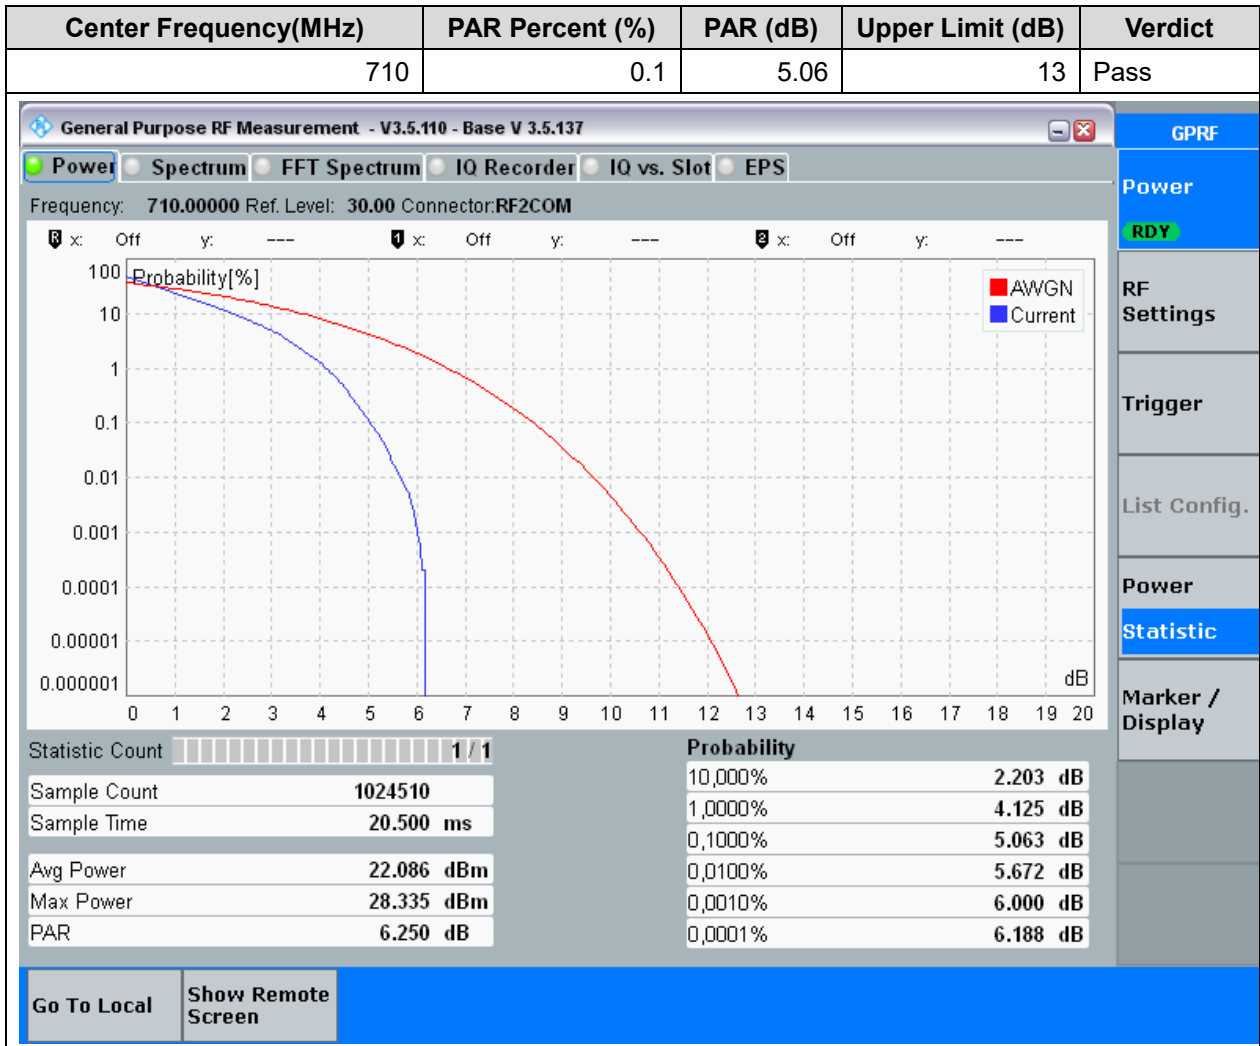 Center Frequency(MHz) PAR Percent (%) PAR (dB) Upper Limit (dB) Verdict
710 0.1 5.06 13 Pass
General Purpose RF Measurement - V3.5.110 - Base V 3.5.137
GPRF
Power Spectrum FFT Spectrum IQ Recorder IQ vs. Slot EPS
Power
RDY
Frequency: 710.00000 Ref. Level: 30.00 Connector:RF2COM
R x: Off y: --- 1 x: Off y: --- 2 x: Off y: ---
Probability[%]
AWGN
Current
100
10
1
0.1
0.01
0.001
0.0001
0.00001
0.000001
dB
0 1 2 3 4 5 6 7 8 9 10 11 12 13 14 15 16 17 18 19 20
RF
Settings
Trigger
List Config.
Power
Statistic
Marker /
Display
Statistic Count 1 / 1
Sample Count 1024510
Sample Time 20.500 ms
Avg Power 22.086 dBm
Max Power 28.335 dBm
PAR 6.250 dB
Probability
10,000% 2.203 dB
1,0000% 4.125 dB
0,1000% 5.063 dB
0,0100% 5.672 dB
0,0010% 6.000 dB
0,0001% 6.188 dB
Go To Local
Show Remote
Screen